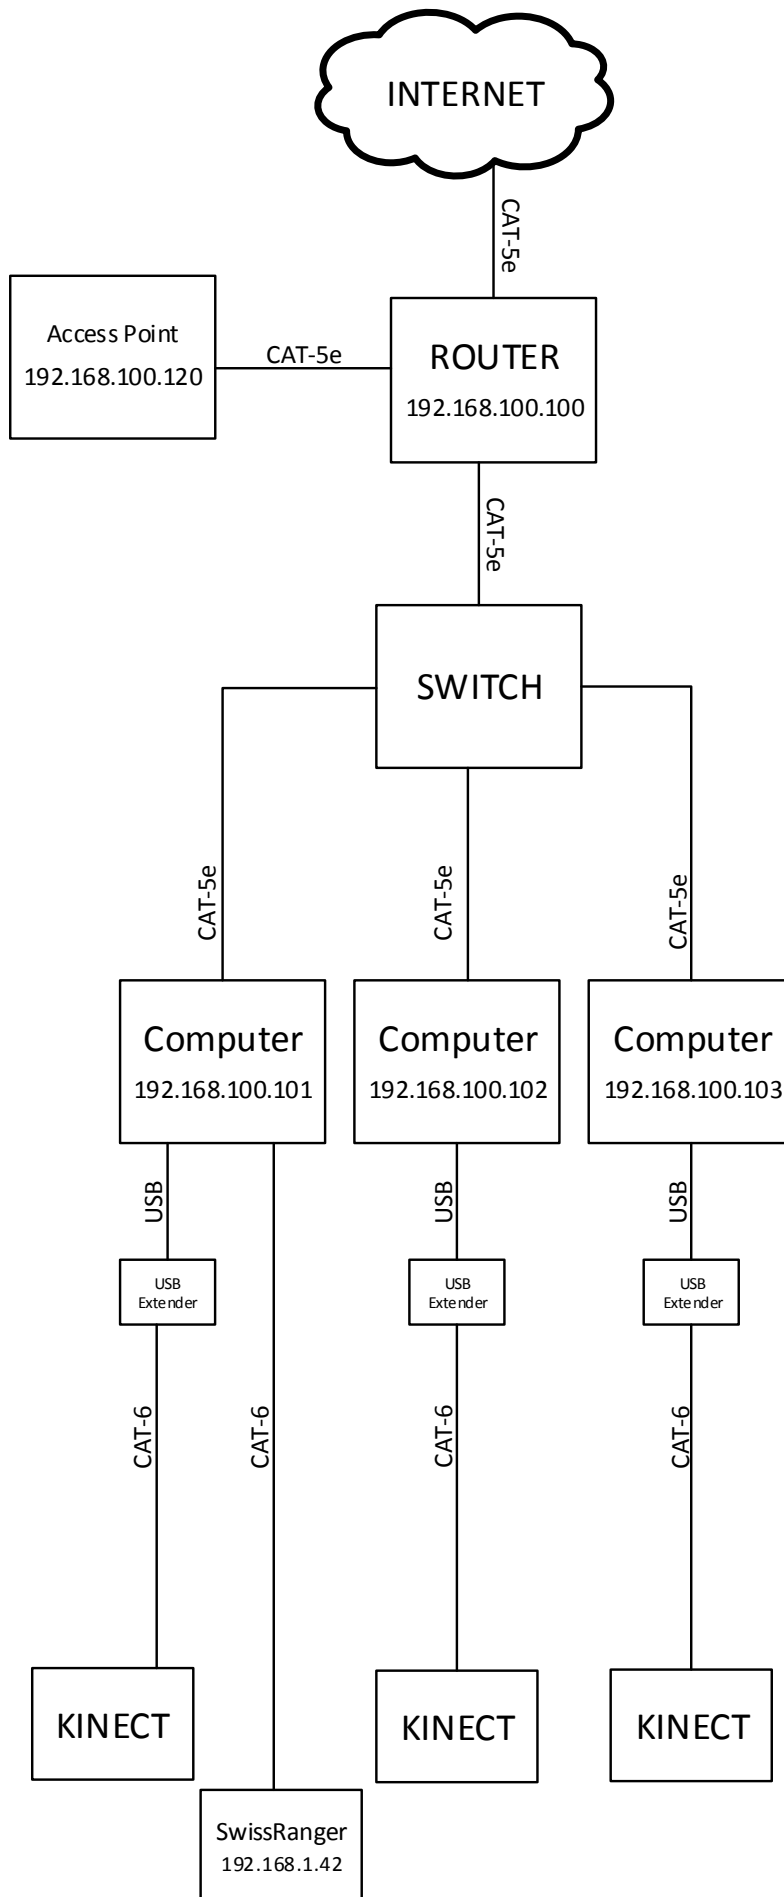 INTERNET
CAT-5e
Access Point
192.168.100.120
CAT-5e
ROUTER
192.168.100.100
CAT-5e
SWITCH
CAT-5e
CAT-5e
CAT-5e
Computer
192.168.100.101
Computer
192.168.100.102
Computer
192.168.100.103
USB
USB
USB
USB
Extender
USB
Extender
USB
Extender
CAT-6
CAT-6
CAT-6
CAT-6
KINECT
KINECT
KINECT
SwissRanger
192.168.1.42